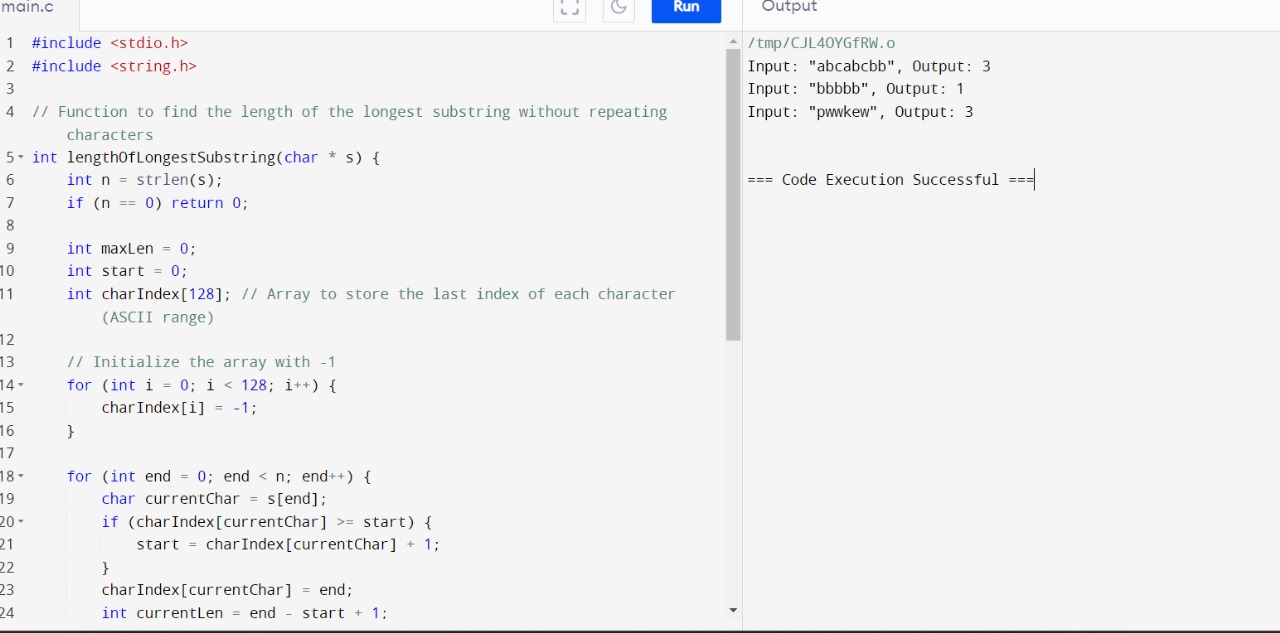 main.c
Run
Output
1 #include <stdio.h>
2 #include <string.h>
3
4 // Function to find the length of the longest substring without repeating
characters
5 int lengthOfLongestSubstring(char * s) {
6 int n = strlen(s);
7 if (n == 0) return 0;
8
9 int maxLen = 0;
10 int start = 0;
11 int charIndex[128]; // Array to store the last index of each character
(ASCII range)
12
13 // Initialize the array with -1
14 for (int i = 0; i < 128; i++) {
15 charIndex[i] = -1;
16 }
17
18 for (int end = 0; end < n; end++) {
19 char currentChar = s[end];
20 if (charIndex[currentChar] >= start) {
21 start = charIndex[currentChar] + 1;
22 }
23 charIndex[currentChar] = end;
24 int currentLen = end - start + 1;
/tmp/CJL4OYGfRW.o
Input: "abcabcbb", Output: 3
Input: "bbbbb", Output: 1
Input: "pwwkew", Output: 3
=== Code Execution Successful ===